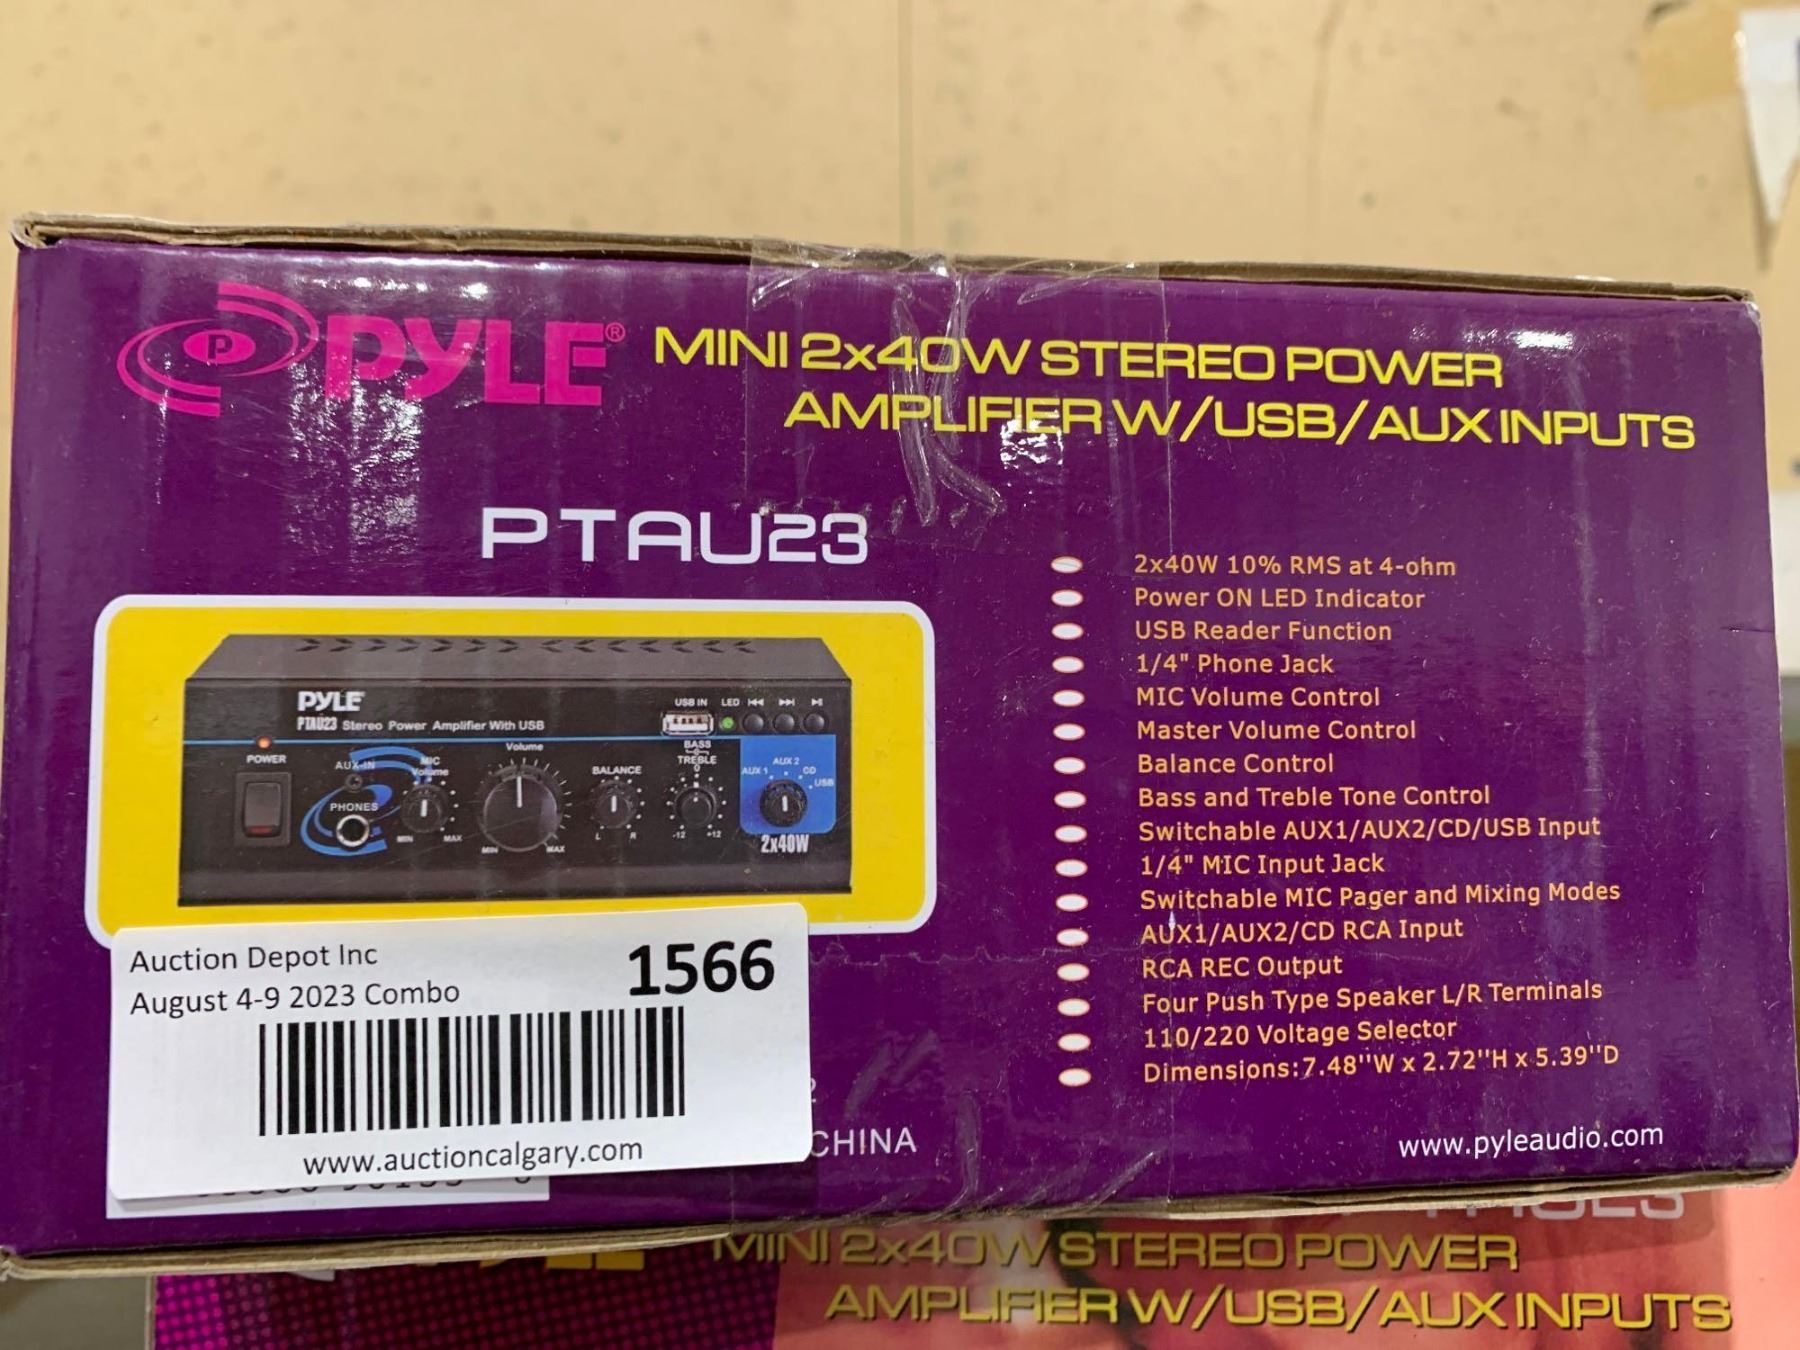 PYLE®
MINI 2x40W STEREO POWER
AMPLIFIER W/USB/AUX INPUTS
PTAU23
PYLE
PTAU23 Stereo Power Amplifier With USB
USB IN LED
POWER
AUX-IN
PHONES
MIC
Volume
MIN MAX
Volume
MIN MAX
BALANCE
L R
BASS
TREBLE
0
-12 +12
AUX 1 AUX 2 CD USB
2x40W
2x40W 10% RMS at 4-ohm
Power ON LED Indicator
USB Reader Function
1/4" Phone Jack
MIC Volume Control
Master Volume Control
Balance Control
Bass and Treble Tone Control
Switchable AUX1/AUX2/CD/USB Input
1/4" MIC Input Jack
Switchable MIC Pager and Mixing Modes
AUX1/AUX2/CD RCA Input
RCA REC Output
Four Push Type Speaker L/R Terminals
110/220 Voltage Selector
Dimensions:7.48''W x 2.72''H x 5.39''D
www.pyleaudio.com
Auction Depot Inc
August 4-9 2023 Combo
1566
www.auctioncalgary.com
CHINA
MINI 2x40W STEREO POWER
AMPLIFIER W/USB/AUX INPUTS